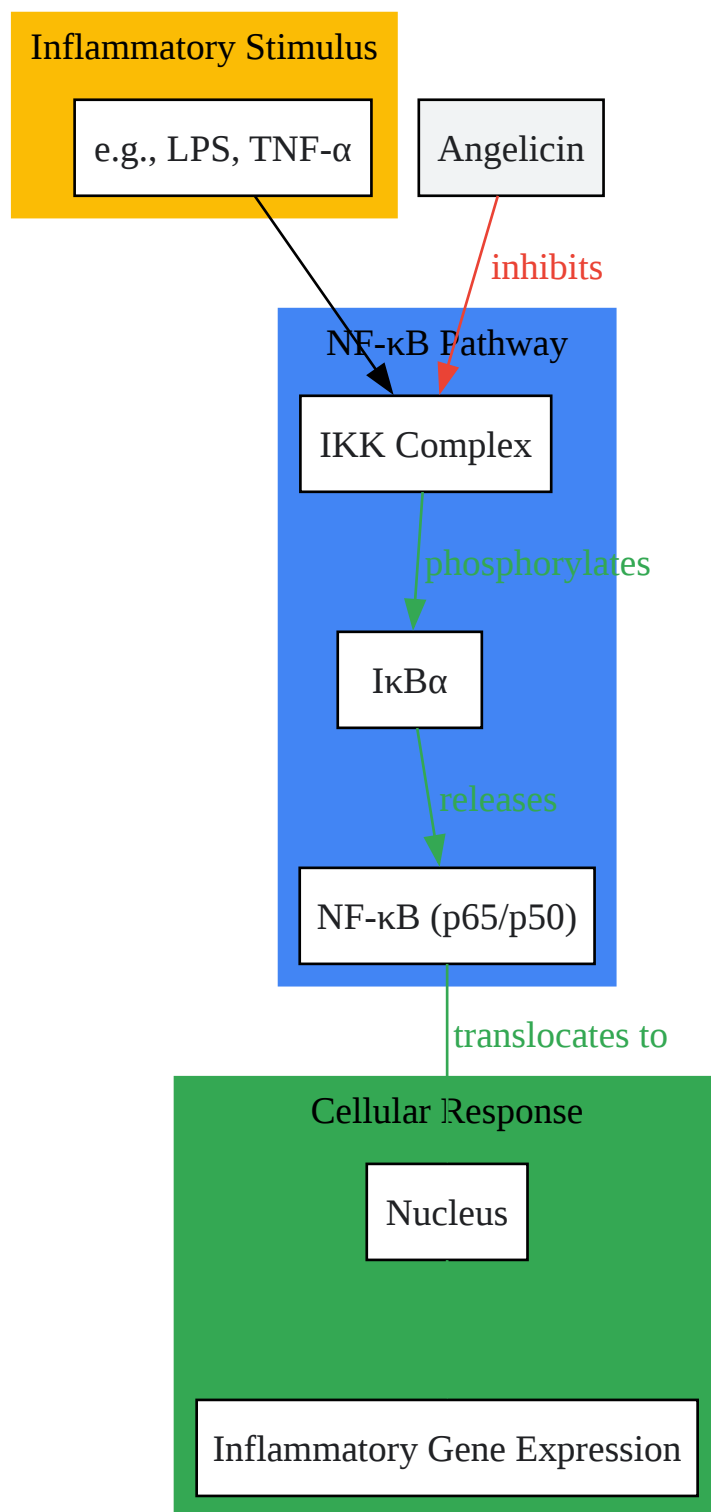 Inflammatory Stimulus
e.g., LPS, TNF-α
Angelicin
inhibits
NF-κB Pathway
IKK Complex
phosphorylates
IκBα
releases
NF-κB (p65/p50)
translocates to
Cellular Response
Nucleus
Inflammatory Gene Expression